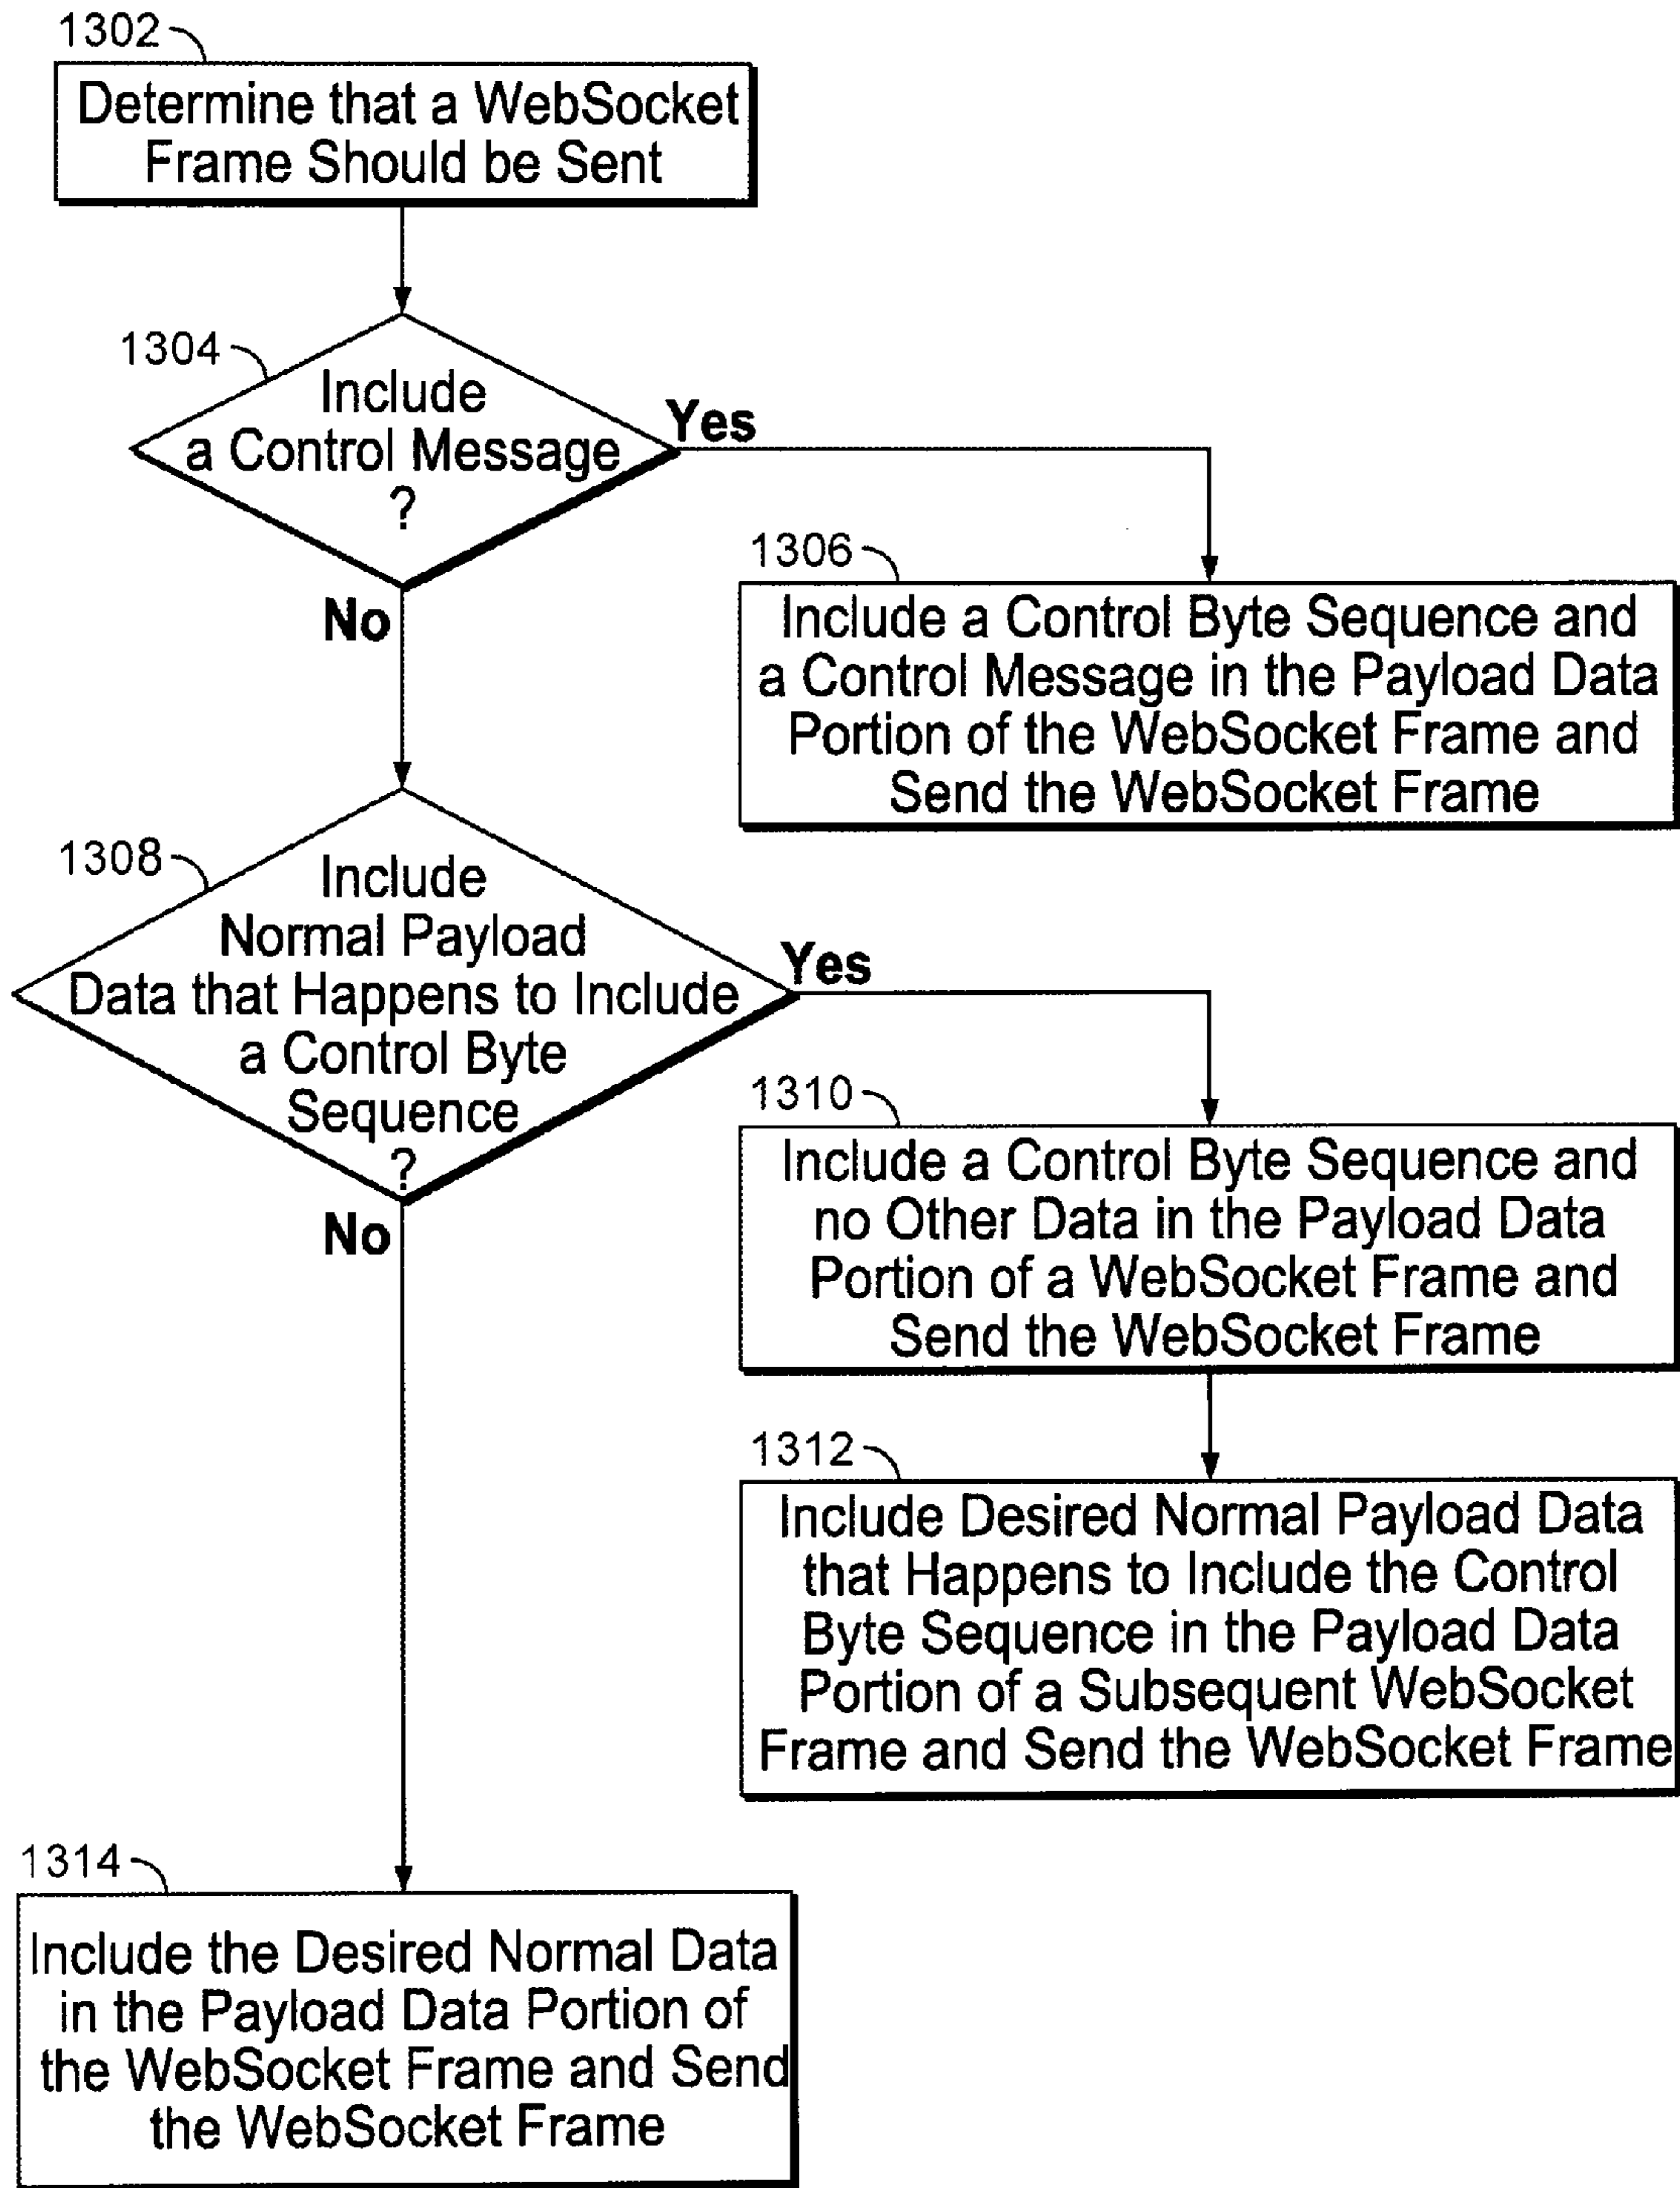 1302
Determine that a WebSocket
Frame Should be Sent
1304
Include
a Control Message
?
Yes
No
1306
Include a Control Byte Sequence and
a Control Message in the Payload Data
Portion of the WebSocket Frame and
Send the WebSocket Frame
1308
Include
Normal Payload
Data that Happens to Include
a Control Byte
Sequence
?
Yes
No
1310
Include a Control Byte Sequence and
no Other Data in the Payload Data
Portion of a WebSocket Frame and
Send the WebSocket Frame
1312
Include Desired Normal Payload Data
that Happens to Include the Control
Byte Sequence in the Payload Data
Portion of a Subsequent WebSocket
Frame and Send the WebSocket Frame
1314
Include the Desired Normal Data
in the Payload Data Portion of
the WebSocket Frame and Send
the WebSocket Frame